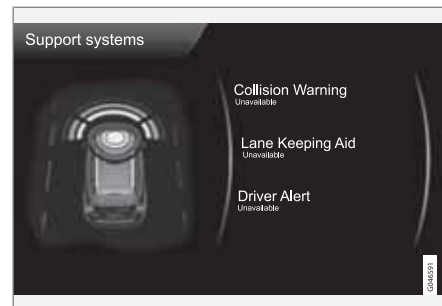 Support systems
Collision Warning
Unavailable
Lane Keeping Aid
Unavailable
Driver Alert
Unavailable
G046591